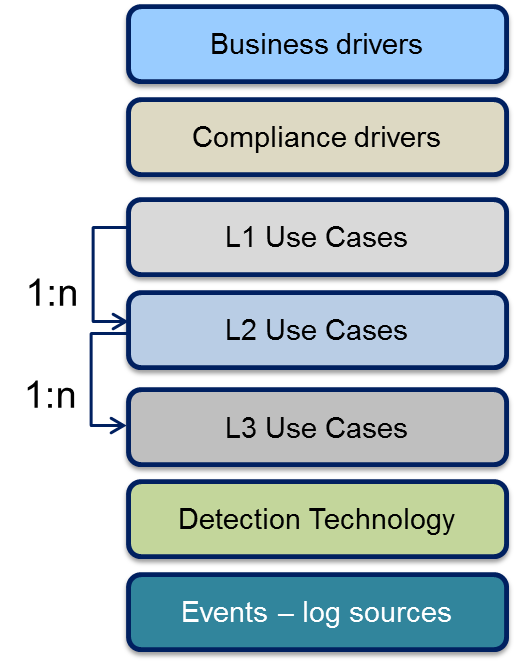 Business drivers
Compliance drivers
L1 Use Cases
1:n
L2 Use Cases
1:n
L3 Use Cases
Detection Technology
Events – log sources